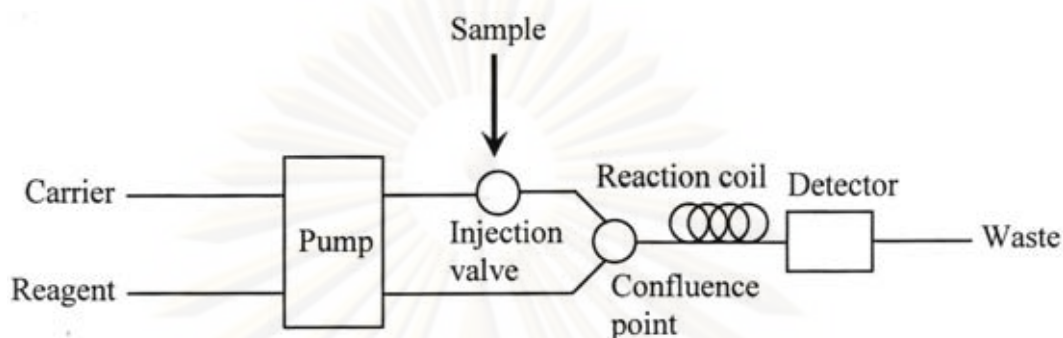 Sample
Carrier
Reagent
Pump
Injection
valve
Reaction coil
Detector
Confluence
point
Waste